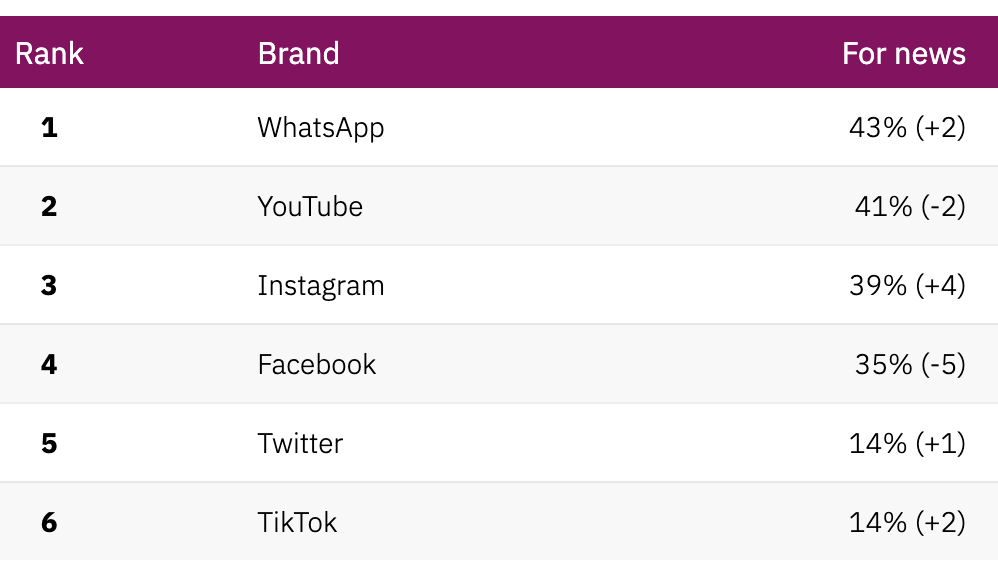 Rank Brand For news
1 WhatsApp 43% (+2)
2 YouTube 41% (-2)
3 Instagram 39% (+4)
4 Facebook 35% (-5)
5 Twitter 14% (+1)
6 TikTok 14% (+2)